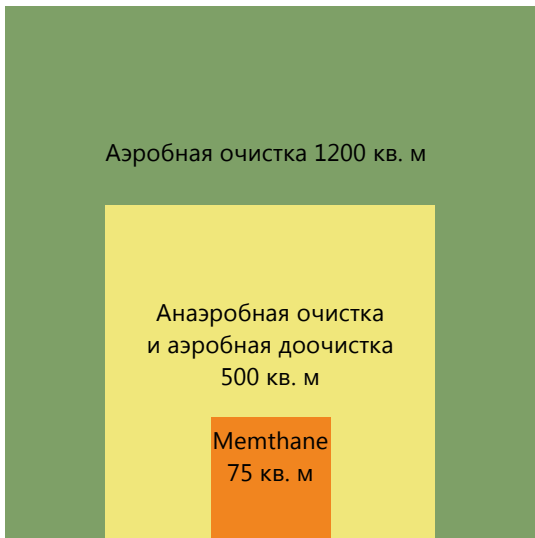 Аэробная очистка 1200 кв. м
Анаэробная очистка
и аэробная доочистка
500 кв. м
Memthane
75 кв. м